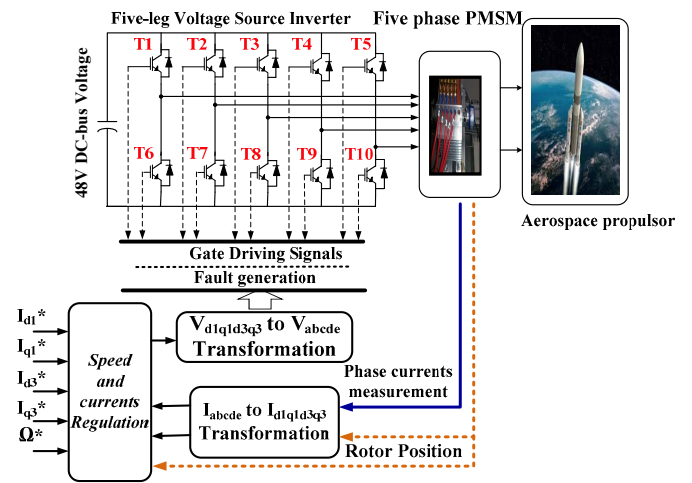 Five-leg Voltage Source Inverter
Five phase PMSM
T1
T2
T3
T4
T5
48V DC-bus Voltage
T6
T7
T8
T9
T10
Aerospace propulsor
Gate Driving Signals
Fault generation
Id1*
Iq1*
Id3*
Iq3*
Ω*
Speed
and
currents
Regulation
Vd1q1d3q3 to Vabcde
Transformation
Phase currents
measurement
Iabcde to Id1q1d3q3
Transformation
Rotor Position